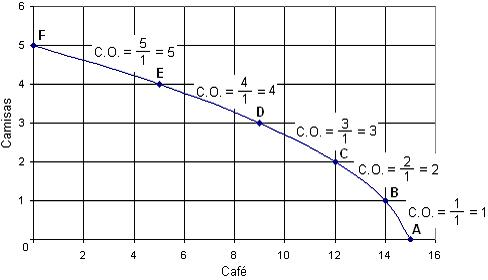 6
F
5
C.O. = 5/1 = 5
E
4
C.O. = 4/1 = 4
D
3
C.O. = 3/1 = 3
C
2
C.O. = 2/1 = 2
B
1
C.O. = 1/1 = 1
A
0
2 4 6 8 10 12 14 16
Camisas
Café